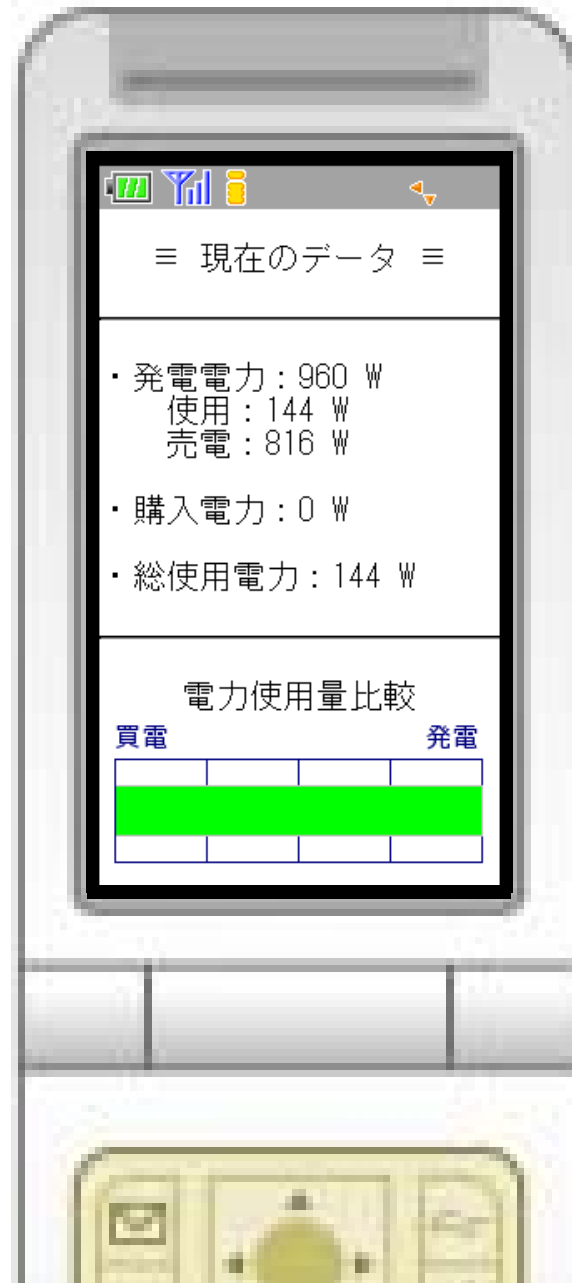 ≡ 現在のデータ ≡
・発電電力：960 W
使用：144 W
売電：816 W
・購入電力：0 W
・総使用電力：144 W
電力使用量比較
買電 発電